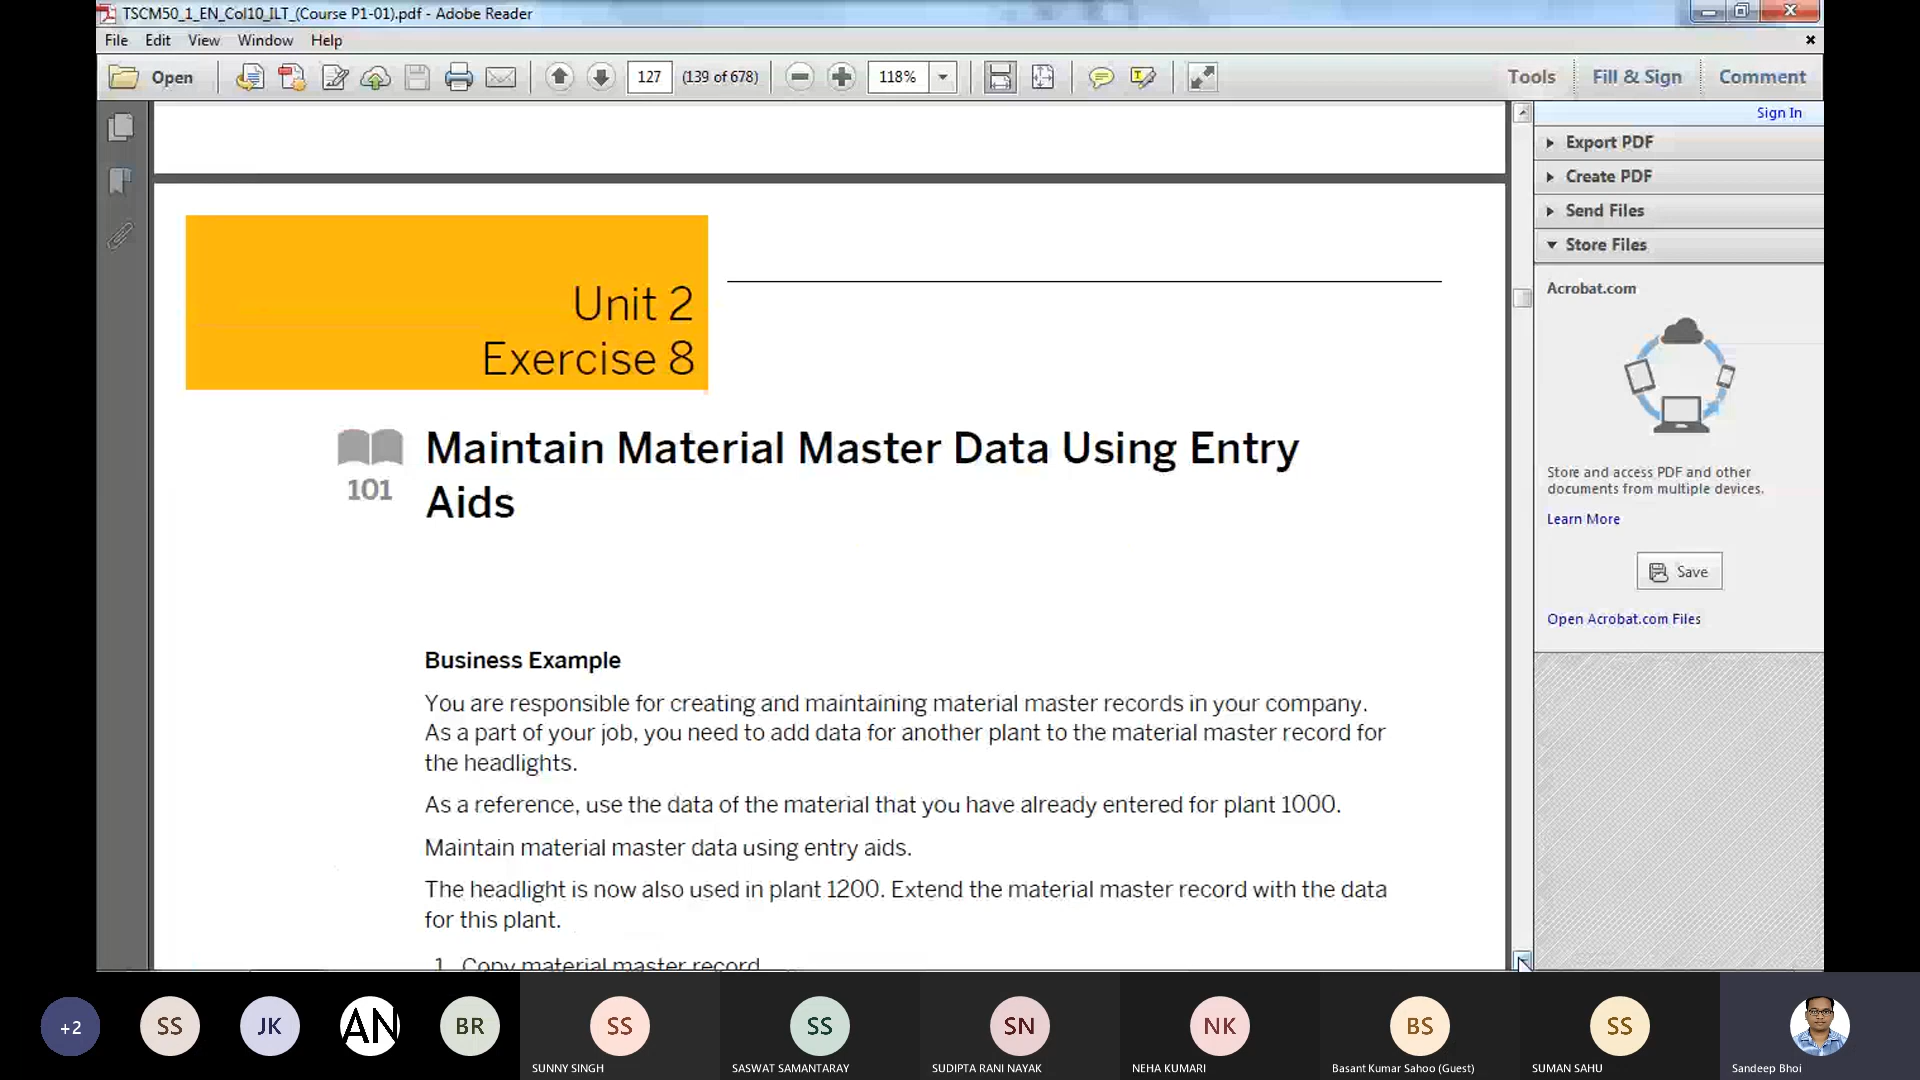 TSCM50_1_EN_Col10_ILT_(Course P1-01).pdf - Adobe Reader
File Edit View Window Help
Open 127 (139 of 678) 118% Tools Fill & Sign Comment
Sign In
Export PDF
Create PDF
Send Files
Store Files
Acrobat.com
Store and access PDF and other
documents from multiple devices.
Learn More
Save
Open Acrobat.com Files
Unit 2
Exercise 8
101
Maintain Material Master Data Using Entry
Aids
Business Example
You are responsible for creating and maintaining material master records in your company.
As a part of your job, you need to add data for another plant to the material master record for
the headlights.
As a reference, use the data of the material that you have already entered for plant 1000.
Maintain material master data using entry aids.
The headlight is now also used in plant 1200. Extend the material master record with the data
for this plant.
1. Copy material master record
+2 SS JK AN BR SS SS SN NK BS SS
SUNNY SINGH SASWAT SAMANTARAY SUDIPTA RANI NAYAK NEHA KUMARI Basant Kumar Sahoo (Guest) SUMAN SAHU Sandeep Bhoi